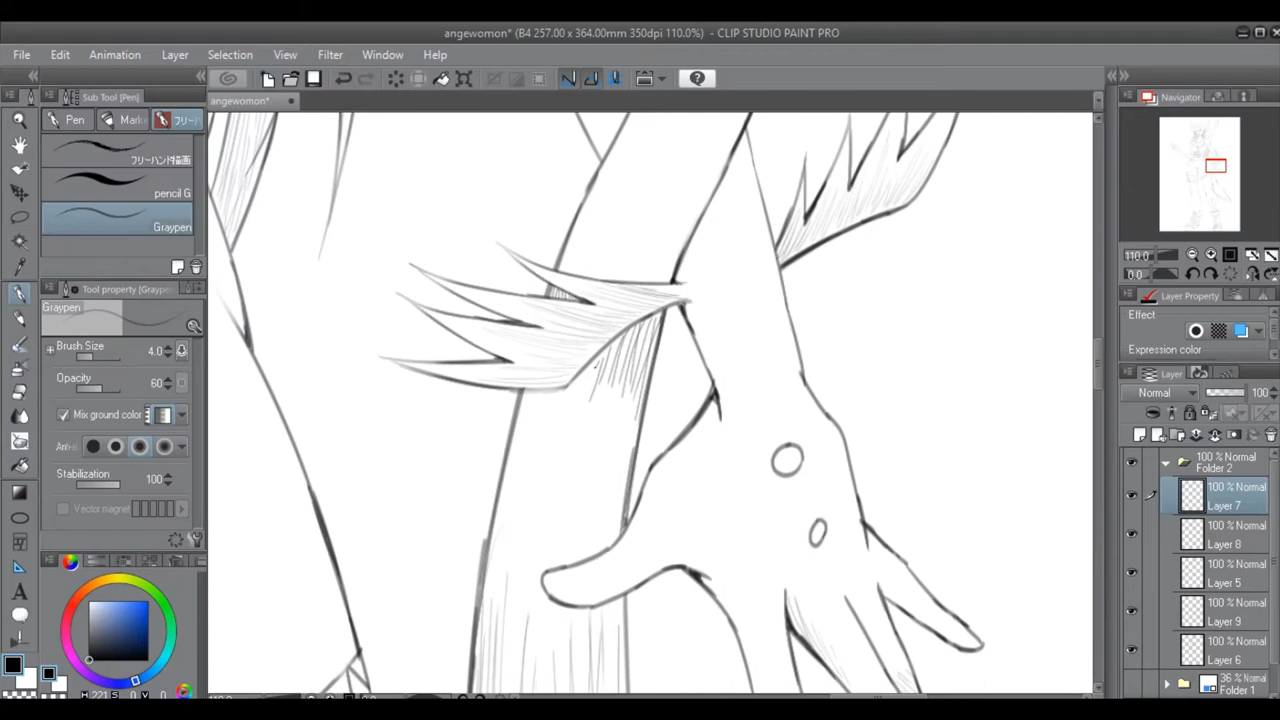 angewomon* (B4 257.00 x 364.00mm 350dpi 110.0%) - CLIP STUDIO PAINT PRO
File Edit Animation Layer Selection View Filter Window Help
Sub Tool [Pen]
angewomon*
Navigator
Pen
フリーハンド描画
pencil G
Graypen
110.0
0.0
Tool property [Graypen]
Layer Property
Graypen
Effect
Brush Size 4.0
Expression color
Opacity 60
Layer
Normal 100
Mix ground color
100 % Normal
Folder 2
Stabilization 100
100 % Normal
Layer 7
Vector magnet
100 % Normal
Layer 8
100 % Normal
Layer 5
100 % Normal
Layer 9
100 % Normal
Layer 6
36 % Normal
Folder 1